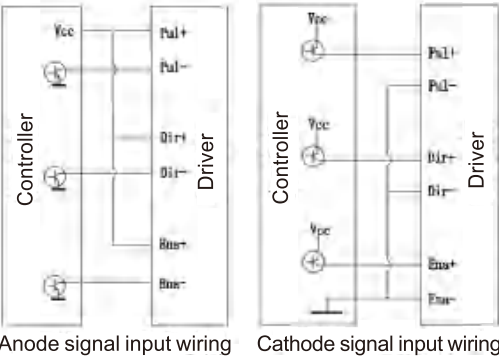 Vcc
Pul+
Pul-
Dir+
Dir-
Ena+
Ena-
Controller
Driver
Anode signal input wiring
Vcc
Pul+
Pul-
Vcc
Dir+
Dir-
Vcc
Ena+
Ena-
Controller
Driver
Cathode signal input wiring